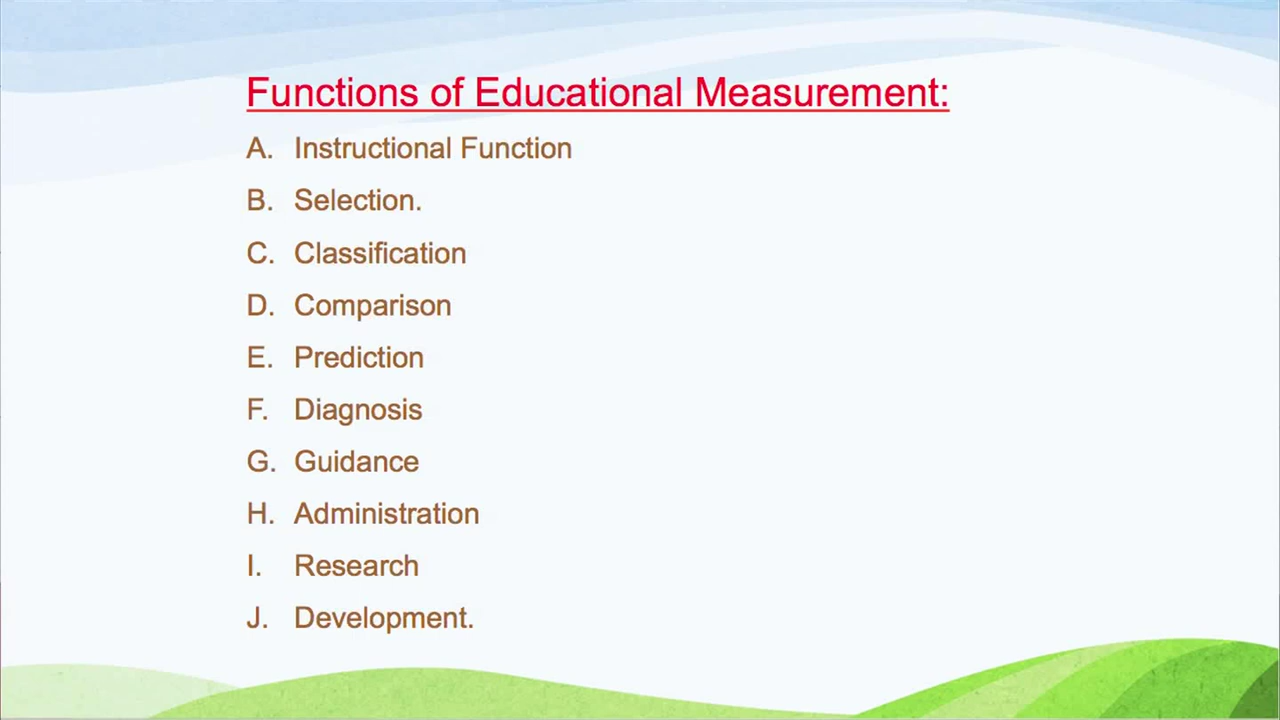 Functions of Educational Measurement:
A. Instructional Function
B. Selection.
C. Classification
D. Comparison
E. Prediction
F. Diagnosis
G. Guidance
H. Administration
I. Research
J. Development.